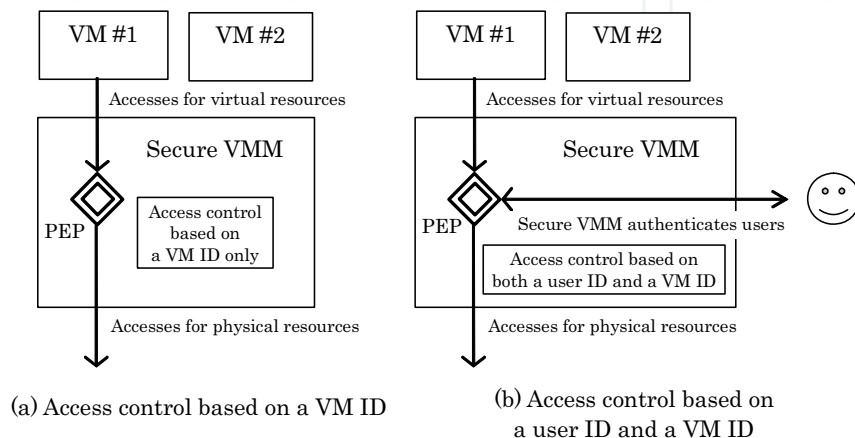 VM #1
VM #2
Accesses for virtual resources
Secure VMM
PEP
Access control
based on
a VM ID only
Accesses for physical resources
(a) Access control based on a VM ID
VM #1
VM #2
Accesses for virtual resources
Secure VMM
PEP
Secure VMM authenticates users
Access control based on
both a user ID and a VM ID
Accesses for physical resources
(b) Access control based on
a user ID and a VM ID